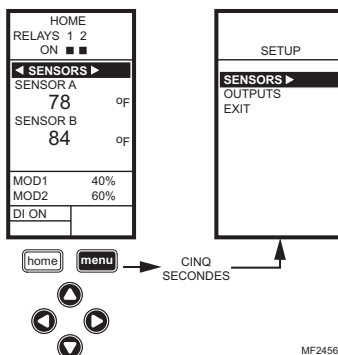 HOME
RELAYS 1 2
ON ■ ■
◄ SENSORS ►
SENSOR A
78 ºF
SENSOR B
84 ºF
MOD1 40%
MOD2 60%
DI ON
home menu
CINQ
SECONDES
SETUP
SENSORS ►
OUTPUTS
EXIT
MF24569